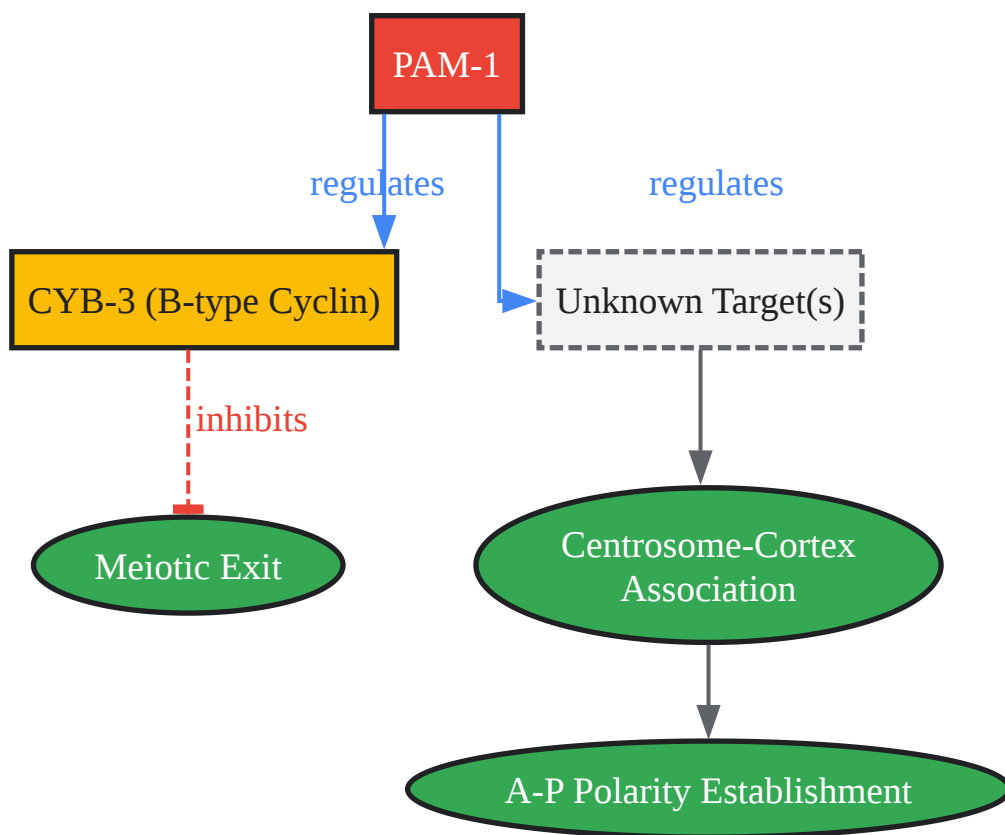 PAM-1
regulates
regulates
CYB-3 (B-type Cyclin)
Unknown Target(s)
inhibits
Centrosome-Cortex
Association
Meiotic Exit
A-P Polarity Establishment